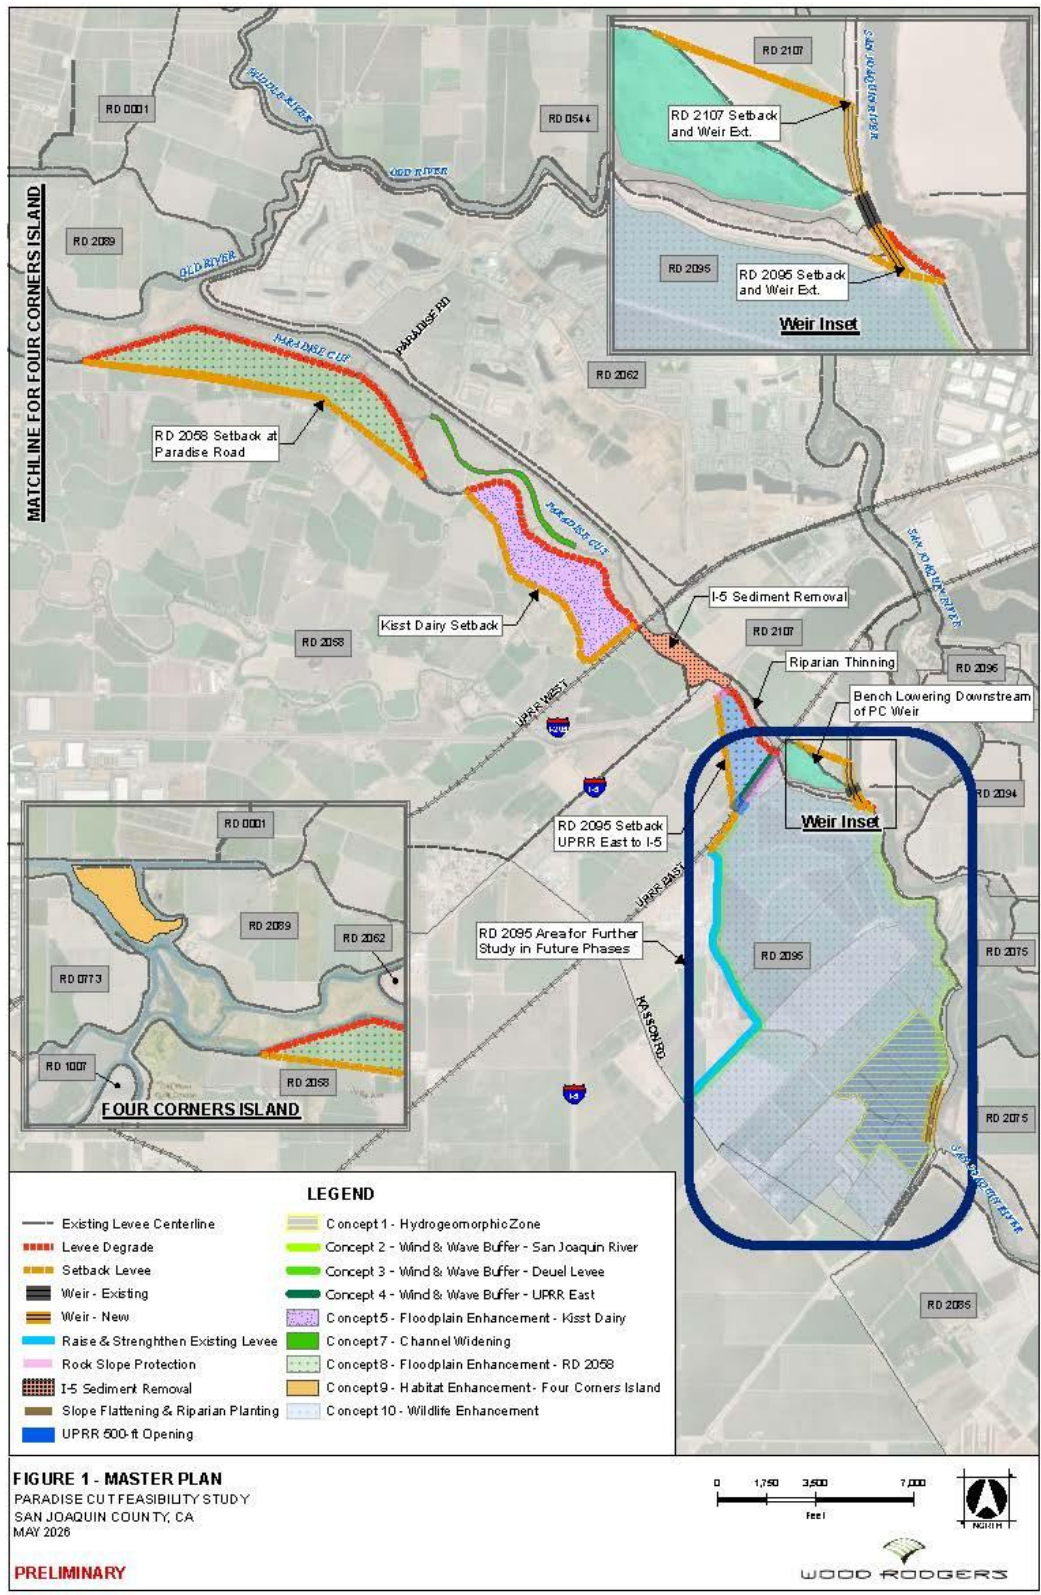 RD 0001
MIDDLE RIVER
RD 0544
OLD RIVER
RD 2089
OLD RIVER
MATCHLINE FOR FOUR CORNERS ISLAND
PARADISE RD
PARADISE CUT
RD 2062
RD 2058 Setback at
Paradise Road
RD 2107
SAN JOAQUIN RIVER
RD 2107 Setback
and Weir Ext.
RD 2095
RD 2095 Setback
and Weir Ext.
Weir Inset
PARADISE CUT
SAN JOAQUIN RIVER
I-5 Sediment Removal
Kisst Dairy Setback
RD 2058
RD 2107
Riparian Thinning
RD 2096
Bench Lowering Downstream
of PC Weir
UPRR WEST
I-205
I-5
RD 2094
Weir Inset
RD 2095 Setback
UPRR East to I-5
UPRR EAST
RD 2095 Area for Further
Study in Future Phases
RD 2095
RD 2075
KASSON RD
I-5
RD 2075
SAN JOAQUIN RIVER
RD 2085
RD 0001
RD 2089
RD 2062
RD 0773
RD 1007
RD 2058
FOUR CORNERS ISLAND
LEGEND
Existing Levee Centerline
Levee Degrade
Setback Levee
Weir - Existing
Weir - New
Raise & Strenghthen Existing Levee
Rock Slope Protection
I-5 Sediment Removal
Slope Flattening & Riparian Planting
UPRR 500-ft Opening
Concept 1 - Hydrogeomorphic Zone
Concept 2 - Wind & Wave Buffer - San Joaquin River
Concept 3 - Wind & Wave Buffer - Deuel Levee
Concept 4 - Wind & Wave Buffer - UPRR East
Concept 5 - Floodplain Enhancement - Kisst Dairy
Concept 7 - Channel Widening
Concept 8 - Floodplain Enhancement - RD 2058
Concept 9 - Habitat Enhancement - Four Corners Island
Concept 10 - Wildlife Enhancement
FIGURE 1 - MASTER PLAN
PARADISE CUT FEASIBILITY STUDY
SAN JOAQUIN COUNTY, CA
MAY 2026
PRELIMINARY
0 1,750 3,500 7,000
Feet
NORTH
WOOD RODGERS